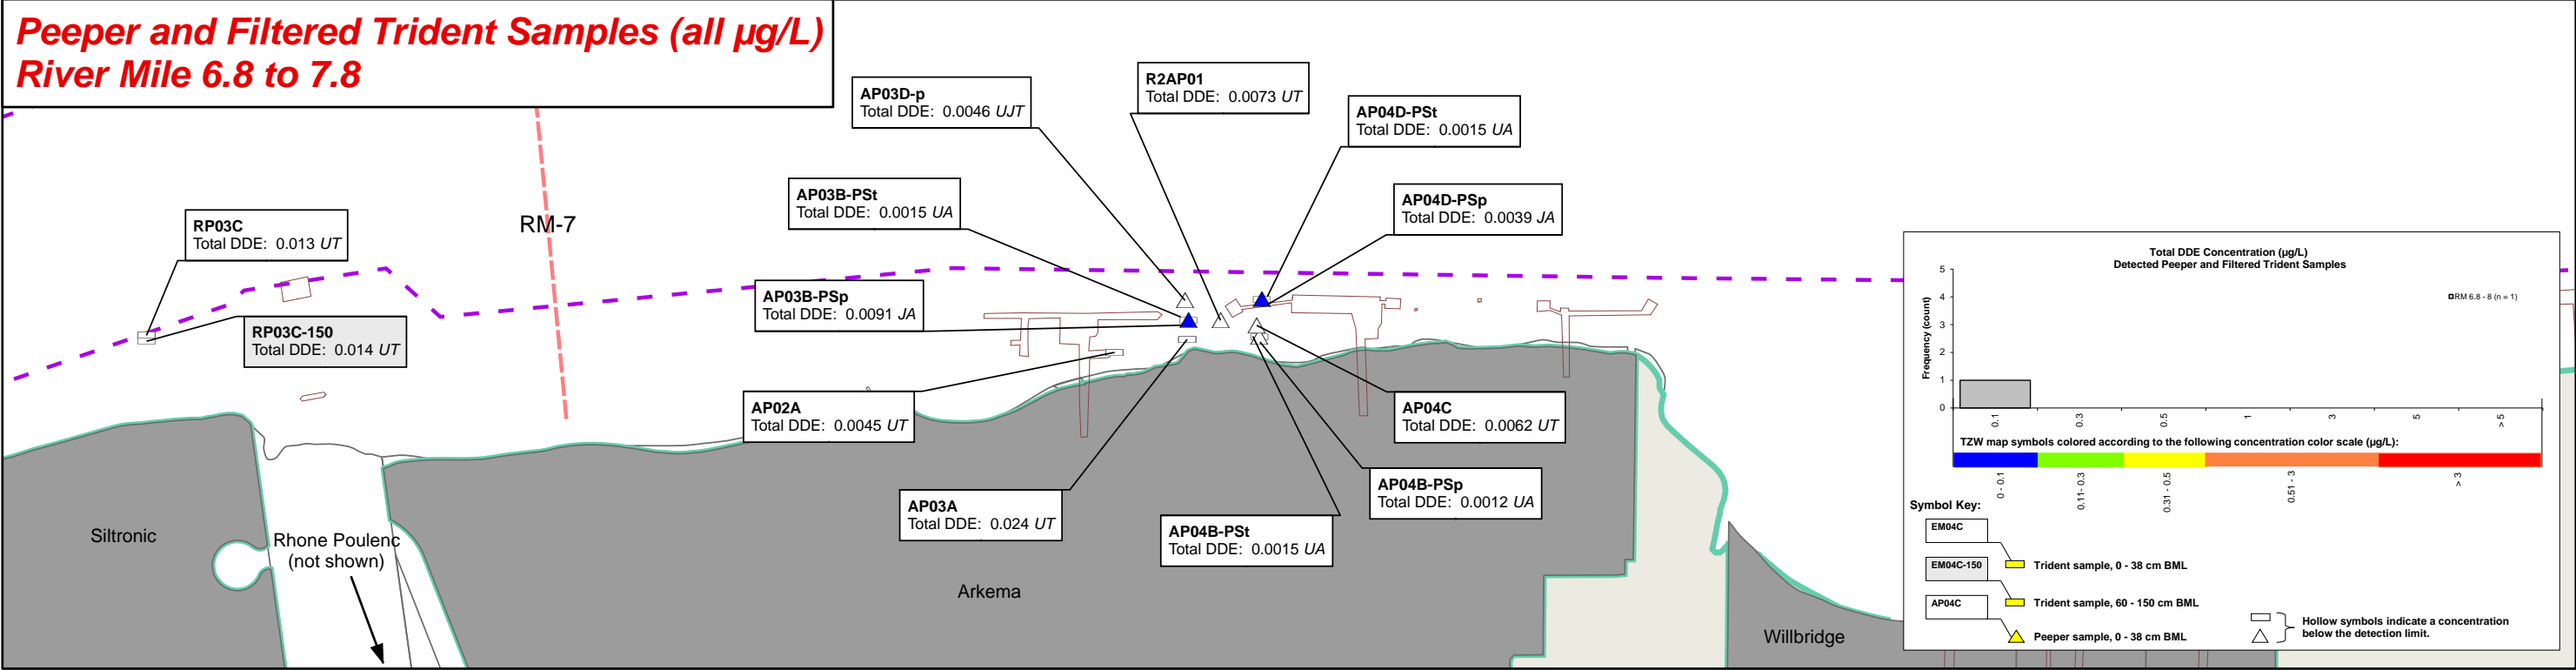 Peeper and Filtered Trident Samples (all µg/L)
River Mile 6.8 to 7.8
AP03D-p
Total DDE: 0.0046 UJT
R2AP01
Total DDE: 0.0073 UT
AP04D-PSt
Total DDE: 0.0015 UA
AP03B-PSt
Total DDE: 0.0015 UA
AP04D-PSp
Total DDE: 0.0039 JA
RP03C
Total DDE: 0.013 UT
RM-7
AP03B-PSp
Total DDE: 0.0091 JA
RP03C-150
Total DDE: 0.014 UT
AP02A
Total DDE: 0.0045 UT
AP04C
Total DDE: 0.0062 UT
AP04B-PSp
Total DDE: 0.0012 UA
AP03A
Total DDE: 0.024 UT
AP04B-PSt
Total DDE: 0.0015 UA
Siltronic
Rhone Poulenc
(not shown)
Arkema
Willbridge
Total DDE Concentration (µg/L)
Detected Peeper and Filtered Trident Samples
Frequency (count)
5
4
3
2
1
0
RM 6.8 - 8 (n = 1)
0.1
0.3
0.5
1
3
5
> 5
TZW map symbols colored according to the following concentration color scale (µg/L):
0 - 0.1
0.11- 0.3
0.31 - 0.5
0.51 - 3
> 3
Symbol Key:
EM04C
Trident sample, 0 - 38 cm BML
EM04C-150
Trident sample, 60 - 150 cm BML
AP04C
Peeper sample, 0 - 38 cm BML
Hollow symbols indicate a concentration
below the detection limit.